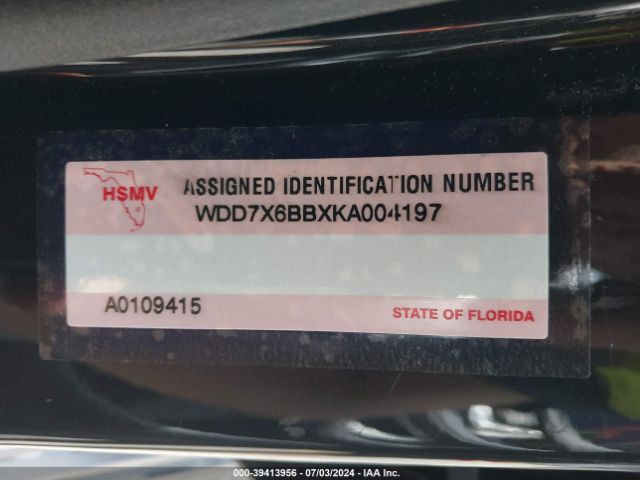 HSMV
ASSIGNED IDENTIFICATION NUMBER
WDD7X6BBXKA004197
A0109415
STATE OF FLORIDA
000-39413956 - 07/03/2024 - IAA Inc.